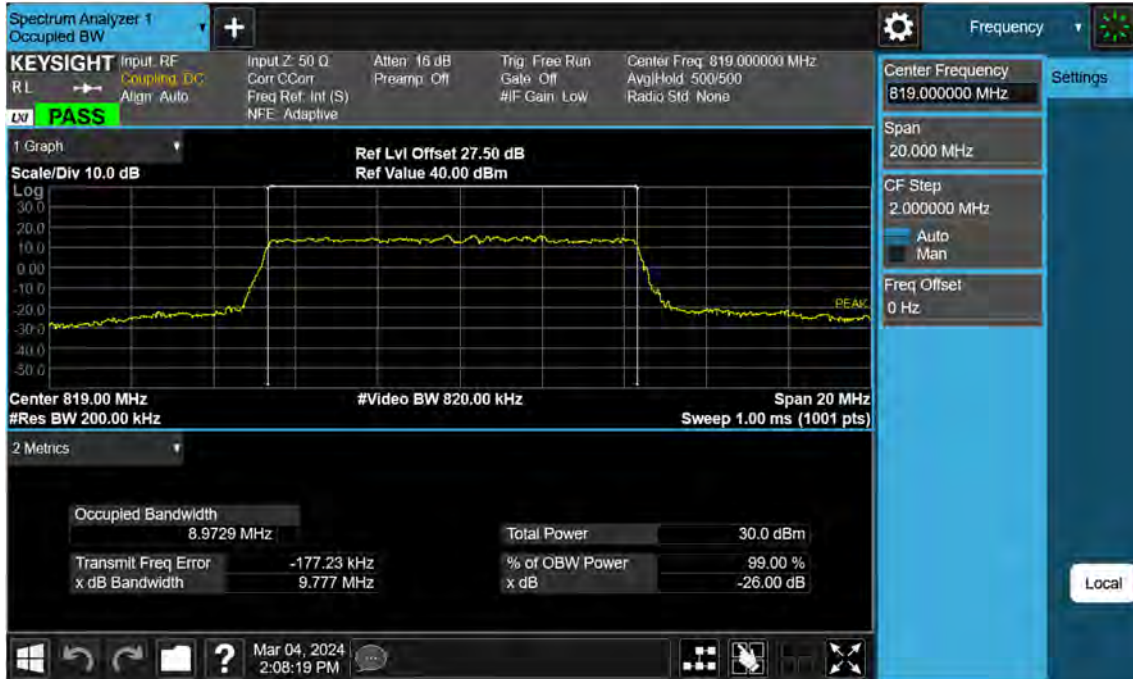 Spectrum Analyzer 1
Occupied BW
+
Frequency
KEYSIGHT Input: RF
Coupling: DC
Align: Auto
RL
LXI PASS
Input Z: 50 Ω
Corr CCorr
Freq Ref: Int (S)
NFE: Adaptive
Atten: 16 dB
Preamp: Off
Trig: Free Run
Gate: Off
#IF Gain: Low
Center Freq: 819.000000 MHz
Avg|Hold: 500/500
Radio Std: None
Center Frequency
819.000000 MHz
Settings
Span
20.000 MHz
CF Step
2.000000 MHz
Auto
Man
Freq Offset
0 Hz
Local
1 Graph
Scale/Div 10.0 dB
Ref Lvl Offset 27.50 dB
Ref Value 40.00 dBm
Log
30.0
20.0
10.0
0.00
-10.0
-20.0
-30.0
-40.0
-50.0
PEAK
Center 819.00 MHz
#Res BW 200.00 kHz
#Video BW 820.00 kHz
Span 20 MHz
Sweep 1.00 ms (1001 pts)
2 Metrics
Occupied Bandwidth
8.9729 MHz
Transmit Freq Error -177.23 kHz
x dB Bandwidth 9.777 MHz
Total Power 30.0 dBm
% of OBW Power 99.00 %
x dB -26.00 dB
?
Mar 04, 2024
2:08:19 PM